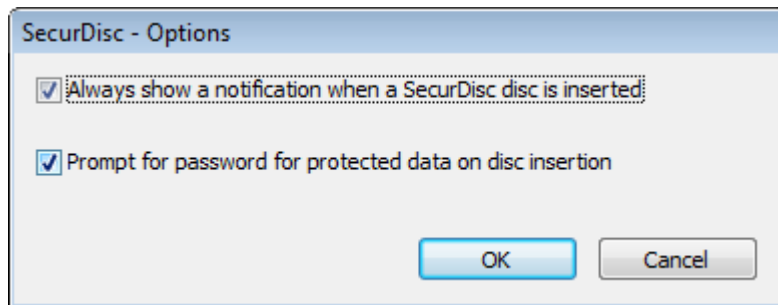 SecurDisc - Options
Always show a notification when a SecurDisc disc is inserted
Prompt for password for protected data on disc insertion
OK Cancel